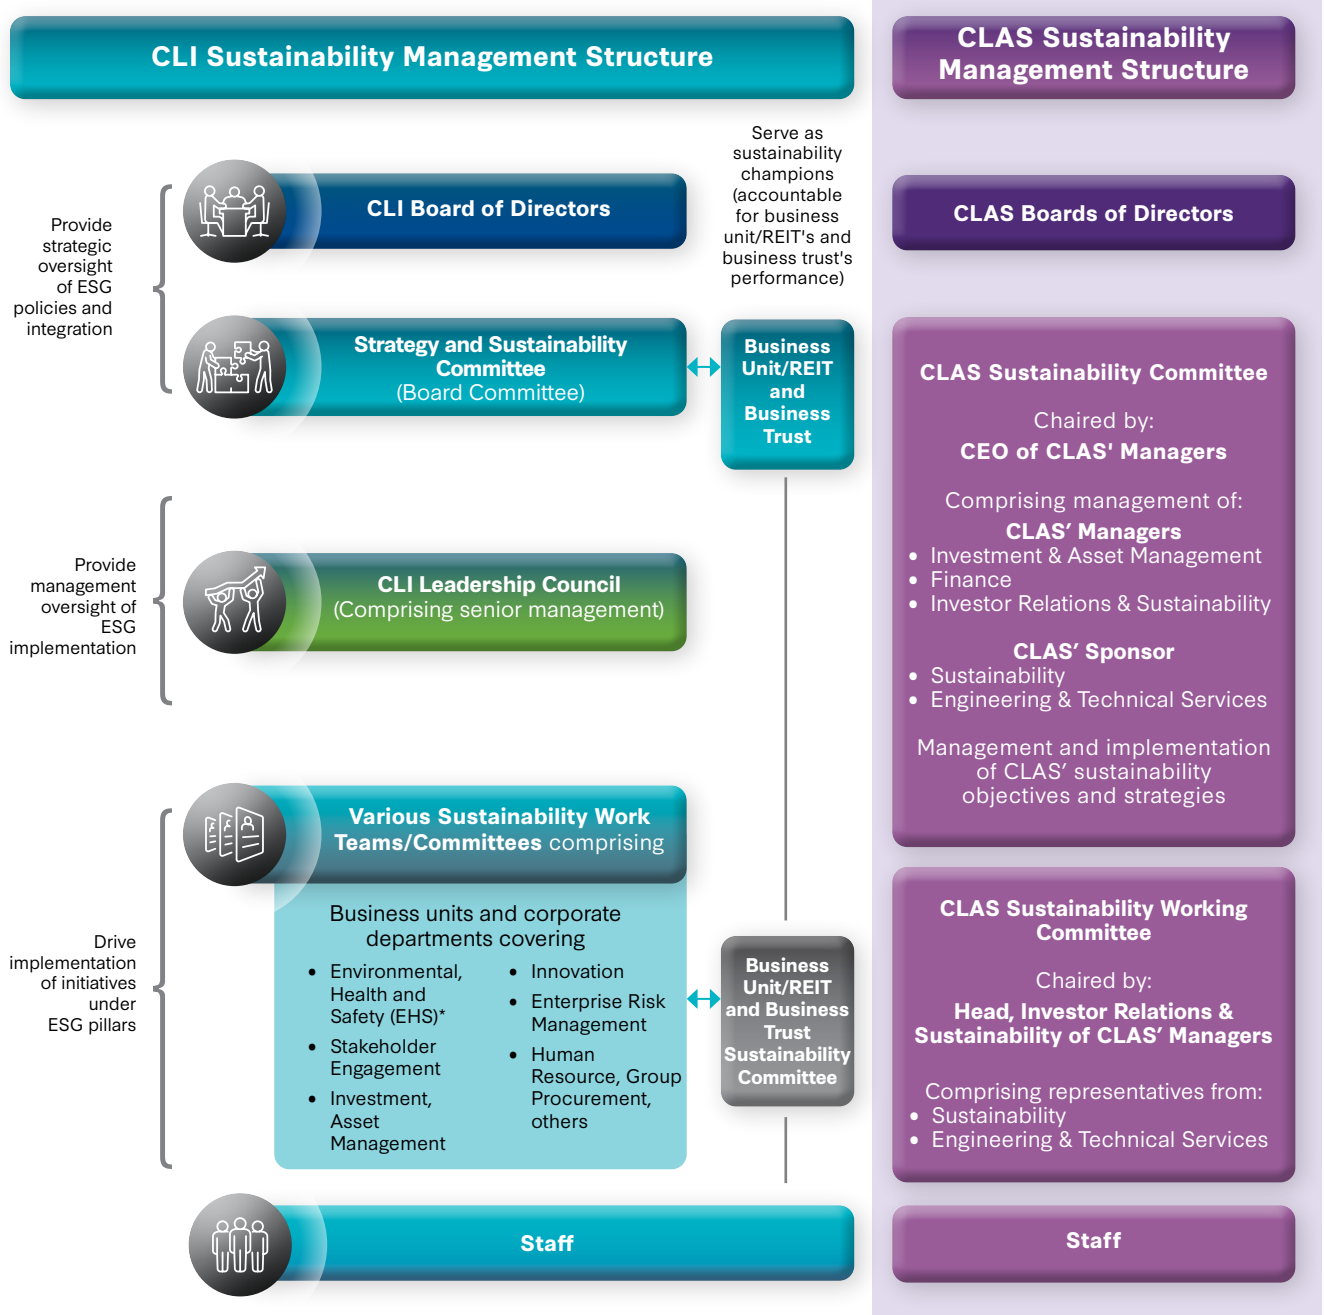 CLI Sustainability Management Structure
Serve as
sustainability
champions
(accountable
for business
unit/REIT's and
business trust's
performance)
Provide
strategic
oversight
of ESG
policies and
integration
CLI Board of Directors
Strategy and Sustainability
Committee
(Board Committee)
Business
Unit/REIT
and
Business
Trust
Provide
management
oversight of
ESG
implementation
CLI Leadership Council
(Comprising senior management)
Drive
implementation
of initiatives
under
ESG pillars
Various Sustainability Work
Teams/Committees comprising
Business units and corporate
departments covering
• Environmental,
Health and
Safety (EHS)*
• Stakeholder
Engagement
• Investment,
Asset
Management
• Innovation
• Enterprise Risk
Management
• Human
Resource, Group
Procurement,
others
Business
Unit/REIT
and Business
Trust
Sustainability
Committee
Staff
CLAS Sustainability
Management Structure
CLAS Boards of Directors
CLAS Sustainability Committee
Chaired by:
CEO of CLAS' Managers
Comprising management of:
CLAS’ Managers
• Investment & Asset Management
• Finance
• Investor Relations & Sustainability
CLAS’ Sponsor
• Sustainability
• Engineering & Technical Services
Management and implementation
of CLAS’ sustainability
objectives and strategies
CLAS Sustainability Working
Committee
Chaired by:
Head, Investor Relations &
Sustainability of CLAS’ Managers
Comprising representatives from:
• Sustainability
• Engineering & Technical Services
Staff